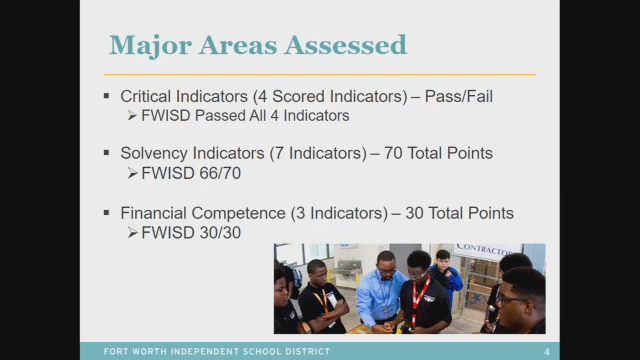 Major Areas Assessed
▪ Critical Indicators (4 Scored Indicators) – Pass/Fail
➢ FWISD Passed All 4 Indicators
▪ Solvency Indicators (7 Indicators) – 70 Total Points
➢ FWISD 66/70
▪ Financial Competence (3 Indicators) – 30 Total Points
➢ FWISD 30/30
CONTRACTOR
FORT WORTH INDEPENDENT SCHOOL DISTRICT 4